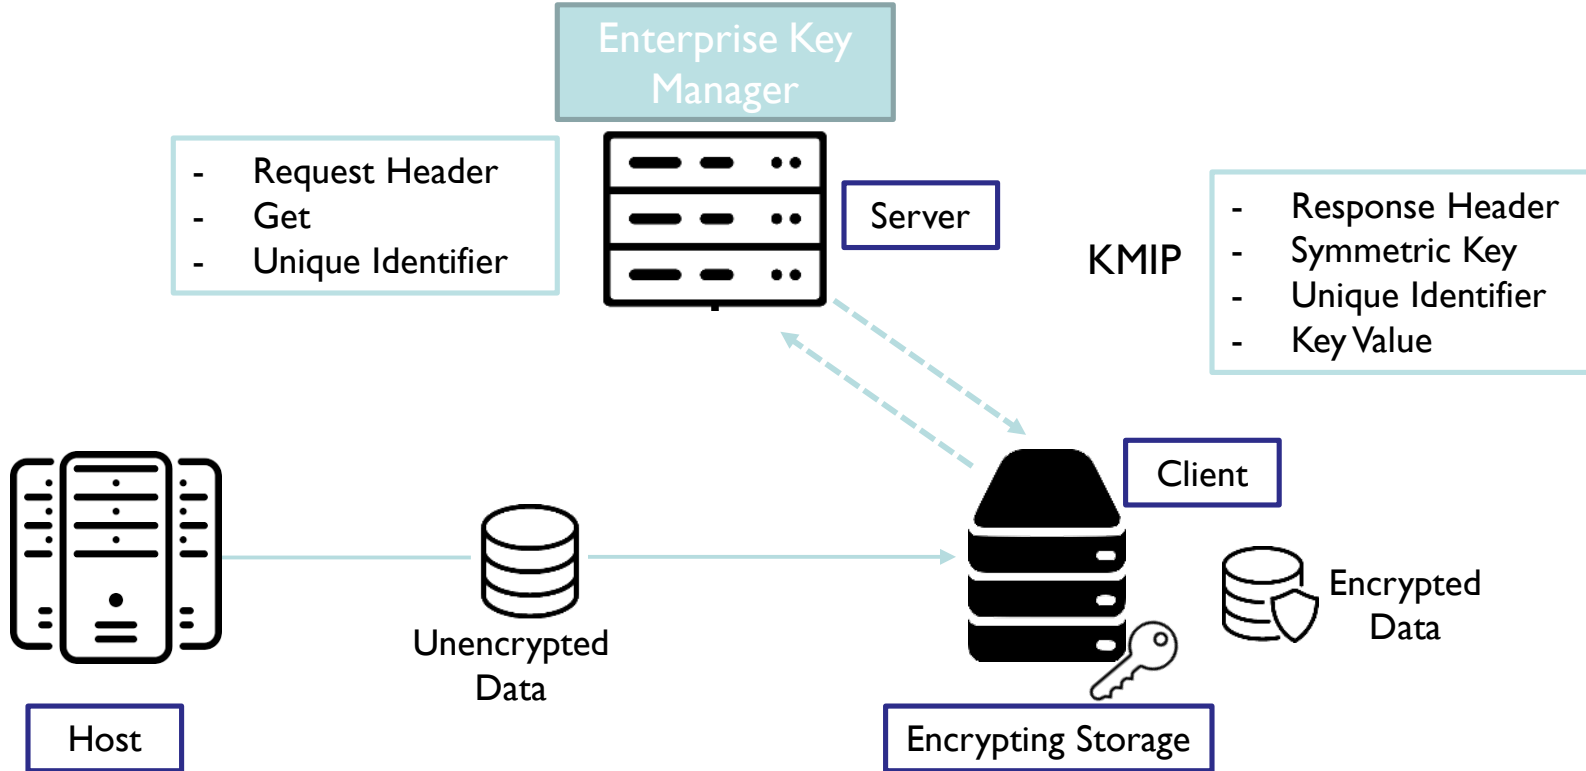 Enterprise Key
Manager
- Request Header
- Get
- Unique Identifier
Server
KMIP
- Response Header
- Symmetric Key
- Unique Identifier
- Key Value
Client
Unencrypted
Data
Encrypted
Data
Host
Encrypting Storage